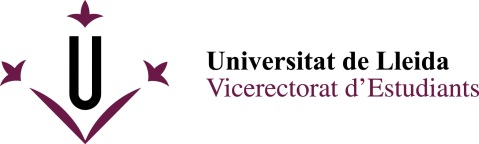 U
Universitat de Lleida
Vicerectorat d’Estudiants